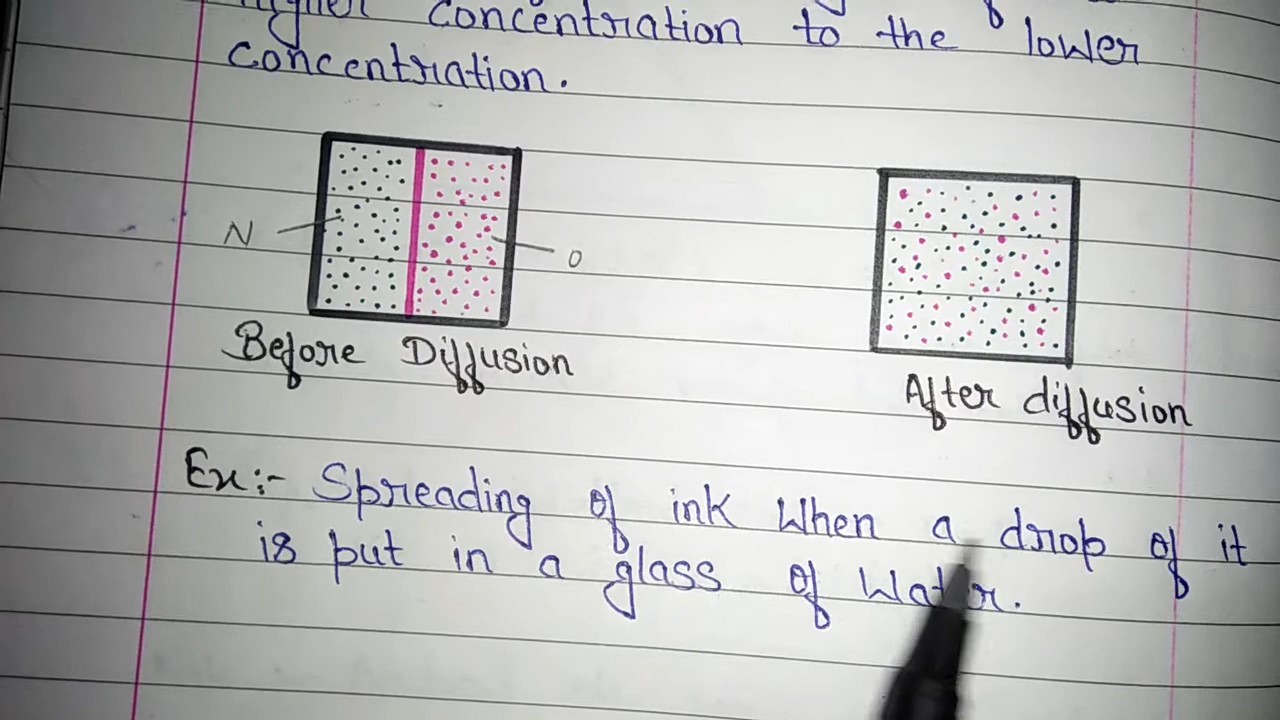 higher concentration to the lower
concentration.
N
O
Before Diffusion
After diffusion
Ex:- Spreading of ink when a drop of it
is put in a glass of water.